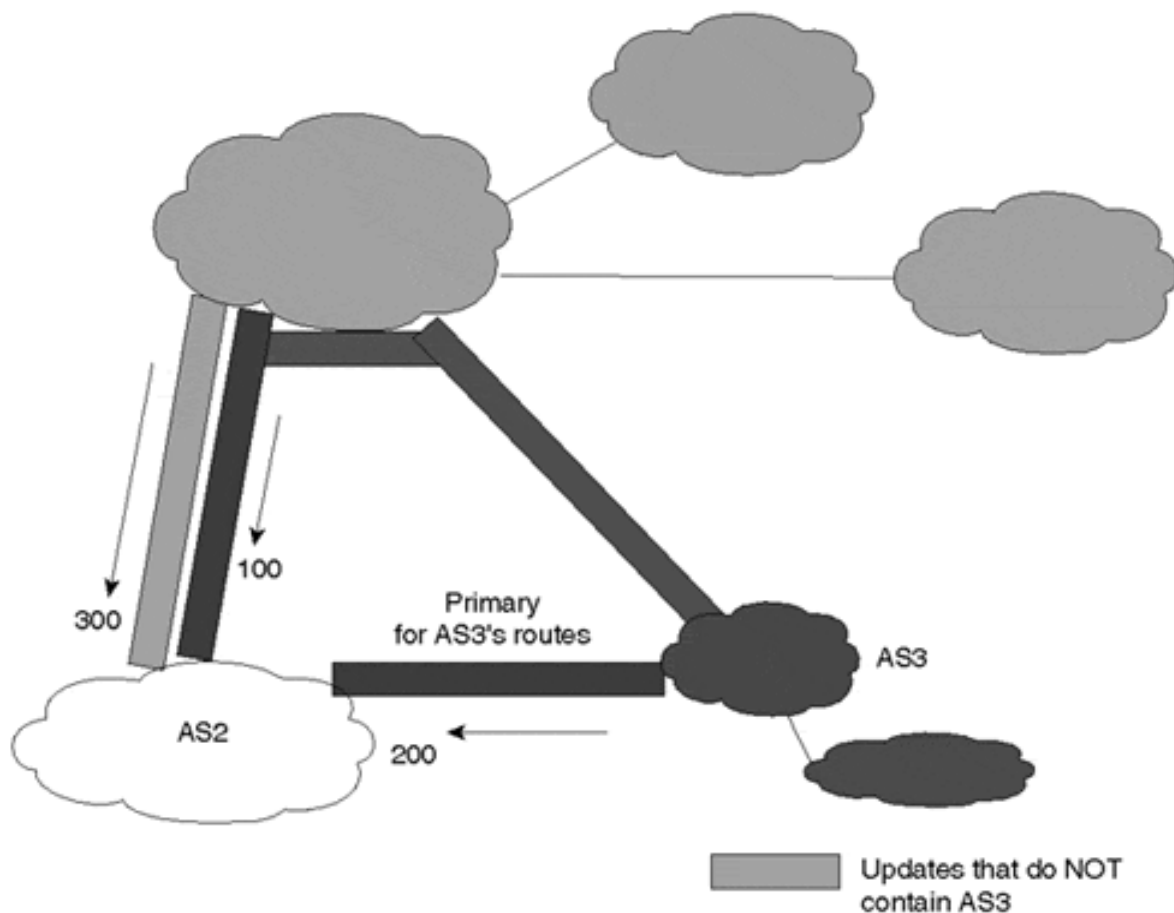 100
300
Primary
for AS3's routes
AS3
AS2
200
Updates that do NOT
contain AS3